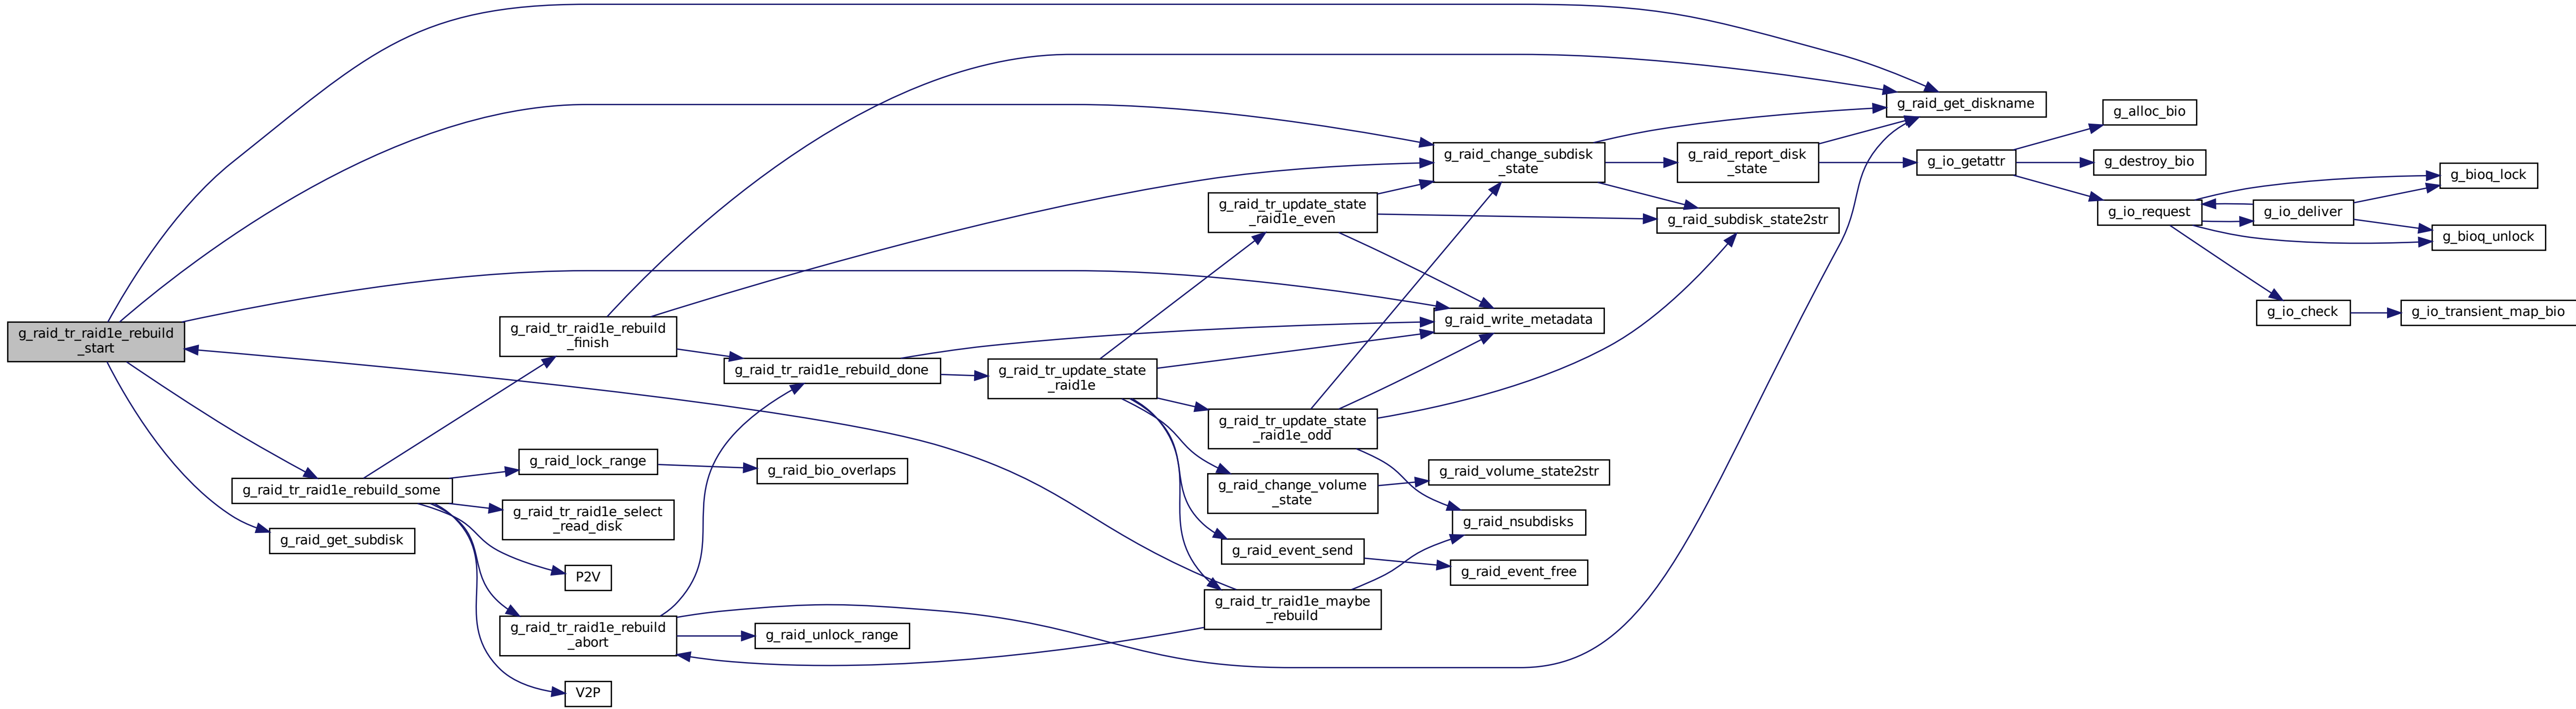 g_raid_tr_raid1e_rebuild
_start
g_raid_tr_raid1e_rebuild_some
g_raid_get_subdisk
g_raid_tr_raid1e_rebuild
_finish
g_raid_lock_range
g_raid_tr_raid1e_select
_read_disk
P2V
g_raid_tr_raid1e_rebuild
_abort
V2P
g_raid_tr_raid1e_rebuild_done
g_raid_bio_overlaps
g_raid_unlock_range
g_raid_tr_update_state
_raid1e
g_raid_tr_update_state
_raid1e_even
g_raid_tr_update_state
_raid1e_odd
g_raid_change_volume
_state
g_raid_event_send
g_raid_tr_raid1e_maybe
_rebuild
g_raid_change_subdisk
_state
g_raid_write_metadata
g_raid_volume_state2str
g_raid_nsubdisks
g_raid_event_free
g_raid_report_disk
_state
g_raid_subdisk_state2str
g_raid_get_diskname
g_io_getattr
g_alloc_bio
g_destroy_bio
g_io_request
g_io_deliver
g_io_check
g_bioq_lock
g_bioq_unlock
g_io_transient_map_bio